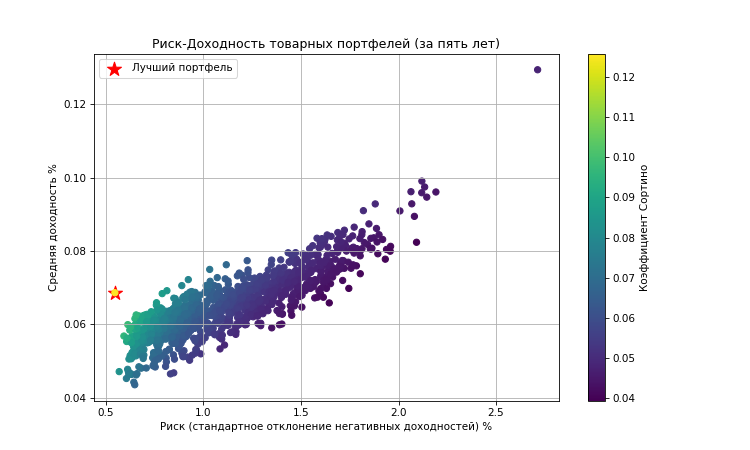 Риск-Доходность товарных портфелей (за пять лет)
Лучший портфель
Средняя доходность %
0.12
0.10
0.08
0.06
0.04
0.5 1.0 1.5 2.0 2.5
Риск (стандартное отклонение негативных доходностей) %
0.12
0.11
0.10
0.09
0.08
0.07
0.06
0.05
0.04
Коэффициент Сортино